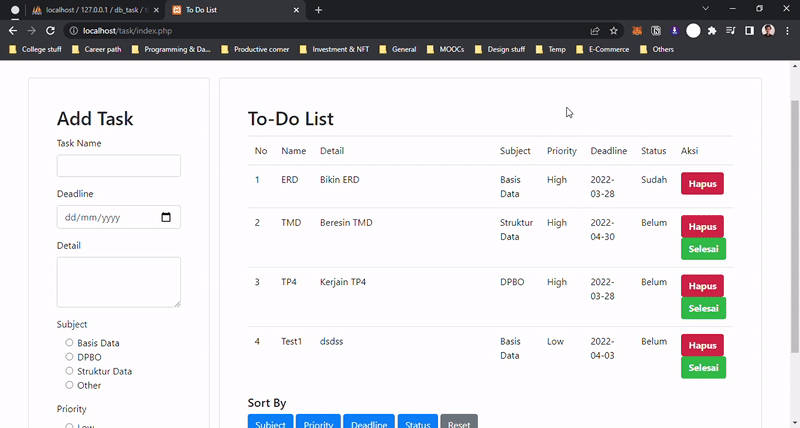 localhost / 127.0.0.1 / db_task / t
To Do List
localhost/task/index.php
College stuff
Career path
Programming & Da...
Productive corner
Investment & NFT
General
MOOCs
Design stuff
Temp
E-Commerce
Others
Add Task
Task Name
Deadline
dd/mm/yyyy
Detail
Subject
Basis Data
DPBO
Struktur Data
Other
Priority
Low
To-Do List
No Name Detail Subject Priority Deadline Status Aksi
1 ERD Bikin ERD Basis Data High 2022-03-28 Sudah Hapus
2 TMD Beresin TMD Struktur Data High 2022-04-30 Belum Hapus
Selesai
3 TP4 Kerjain TP4 DPBO High 2022-03-28 Belum Hapus
Selesai
4 Test1 dsdss Basis Data Low 2022-04-03 Belum Hapus
Selesai
Sort By
Subject Priority Deadline Status Reset